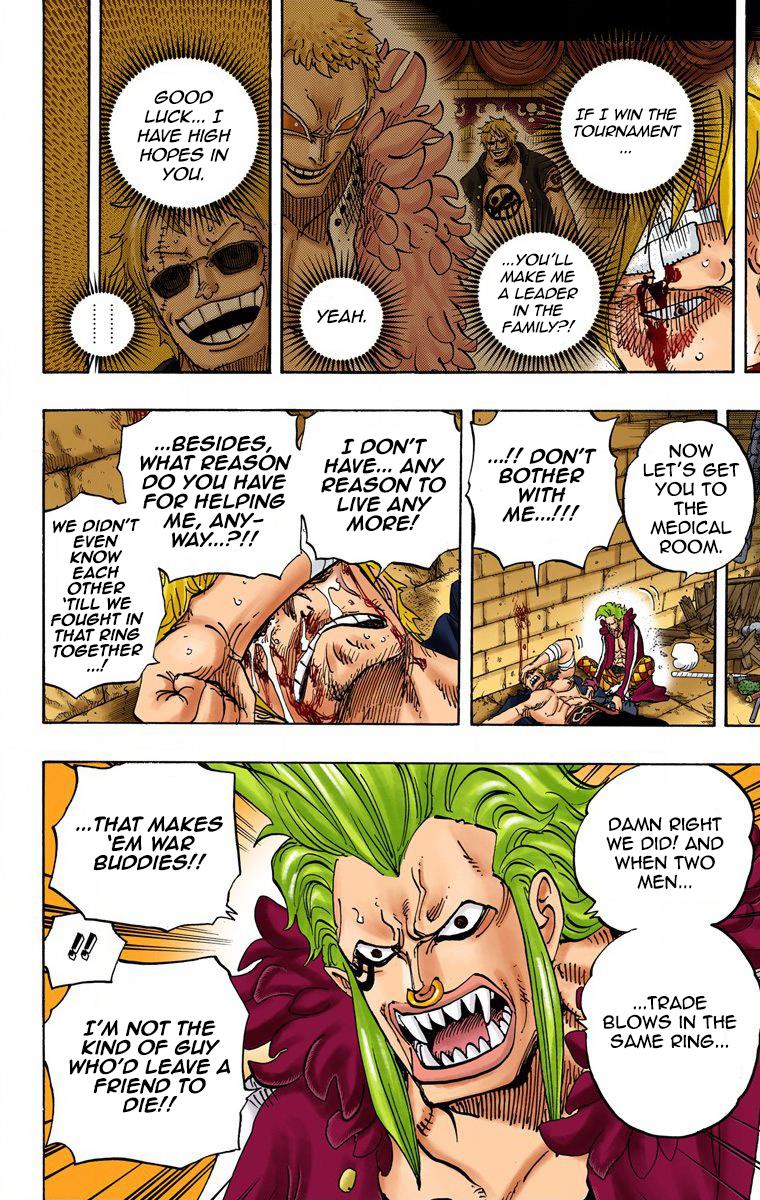 IF I WIN THE
TOURNAMENT
...
...YOU'LL
MAKE ME
A LEADER
IN THE
FAMILY?!
YEAH.
GOOD
LUCK... I
HAVE HIGH
HOPES IN
YOU.
......
NOW
LET'S GET
YOU TO
THE
MEDICAL
ROOM.
...!! DON'T
BOTHER
WITH
ME...!!!
I DON'T
HAVE... ANY
REASON TO
LIVE ANY
MORE!
...BESIDES,
WHAT REASON
DO YOU HAVE
FOR HELPING
ME, ANY-
WAY...?!!
WE DIDN'T
EVEN
KNOW
EACH
OTHER
'TILL WE
FOUGHT IN
THAT RING
TOGETHER
...!
DAMN RIGHT
WE DID! AND
WHEN TWO
MEN...
...TRADE
BLOWS IN THE
SAME RING...
...THAT MAKES
'EM WAR
BUDDIES!!
!!
I'M NOT THE
KIND OF GUY
WHO'D LEAVE A
FRIEND TO
DIE!!